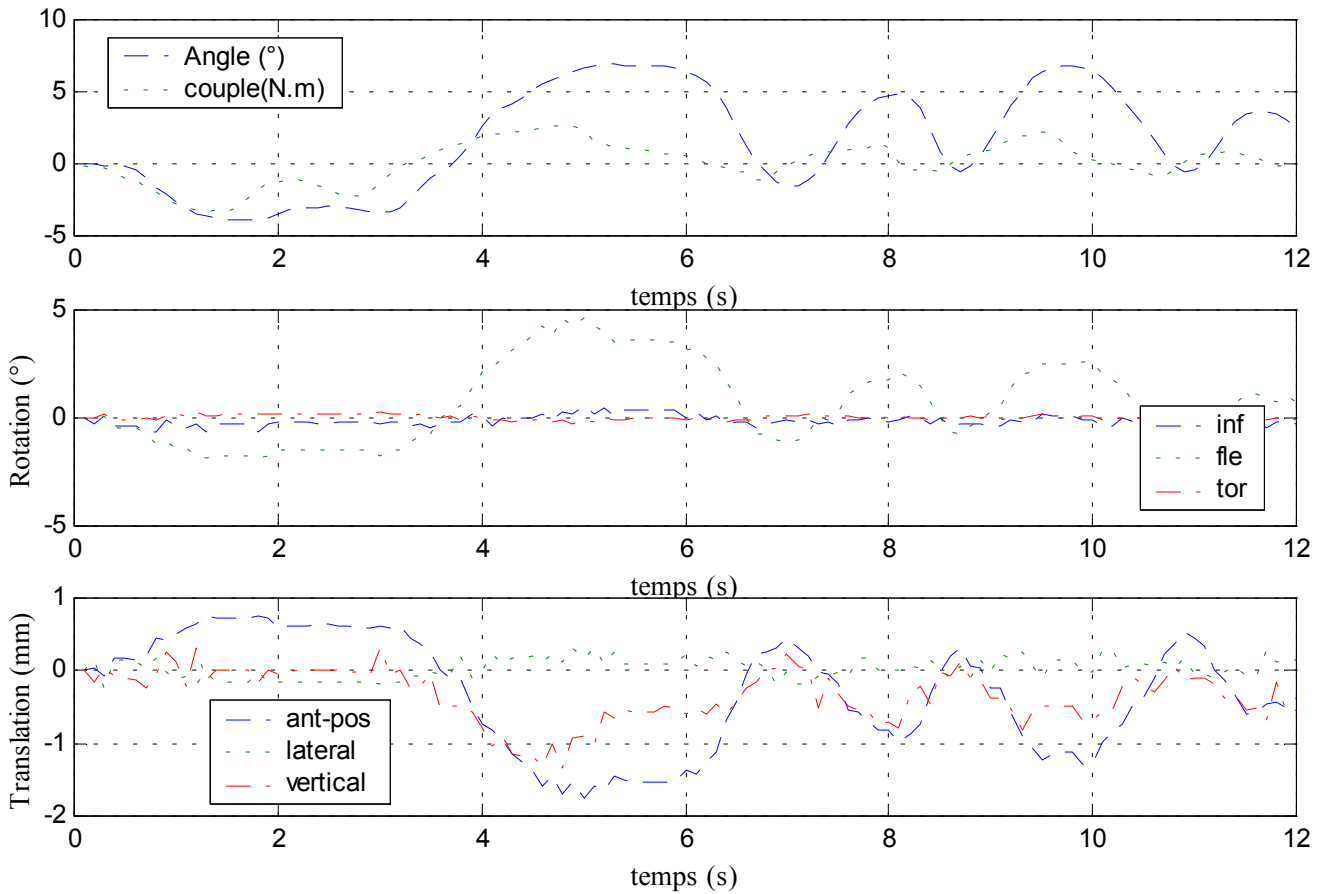 10
5
0
-5
Angle (°)
couple(N.m)
0 2 4 6 8 10 12
temps (s)
Rotation (°)
5
0
-5
inf
fle
tor
0 2 4 6 8 10 12
temps (s)
Translation (mm)
1
0
-1
-2
ant-pos
lateral
vertical
0 2 4 6 8 10 12
temps (s)